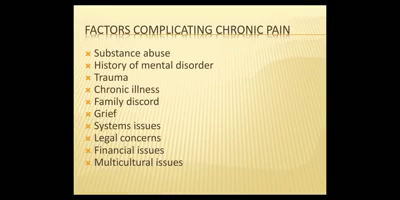 FACTORS COMPLICATING CHRONIC PAIN
Substance abuse
History of mental disorder
Trauma
Chronic illness
Family discord
Grief
Systems issues
Legal concerns
Financial issues
Multicultural issues